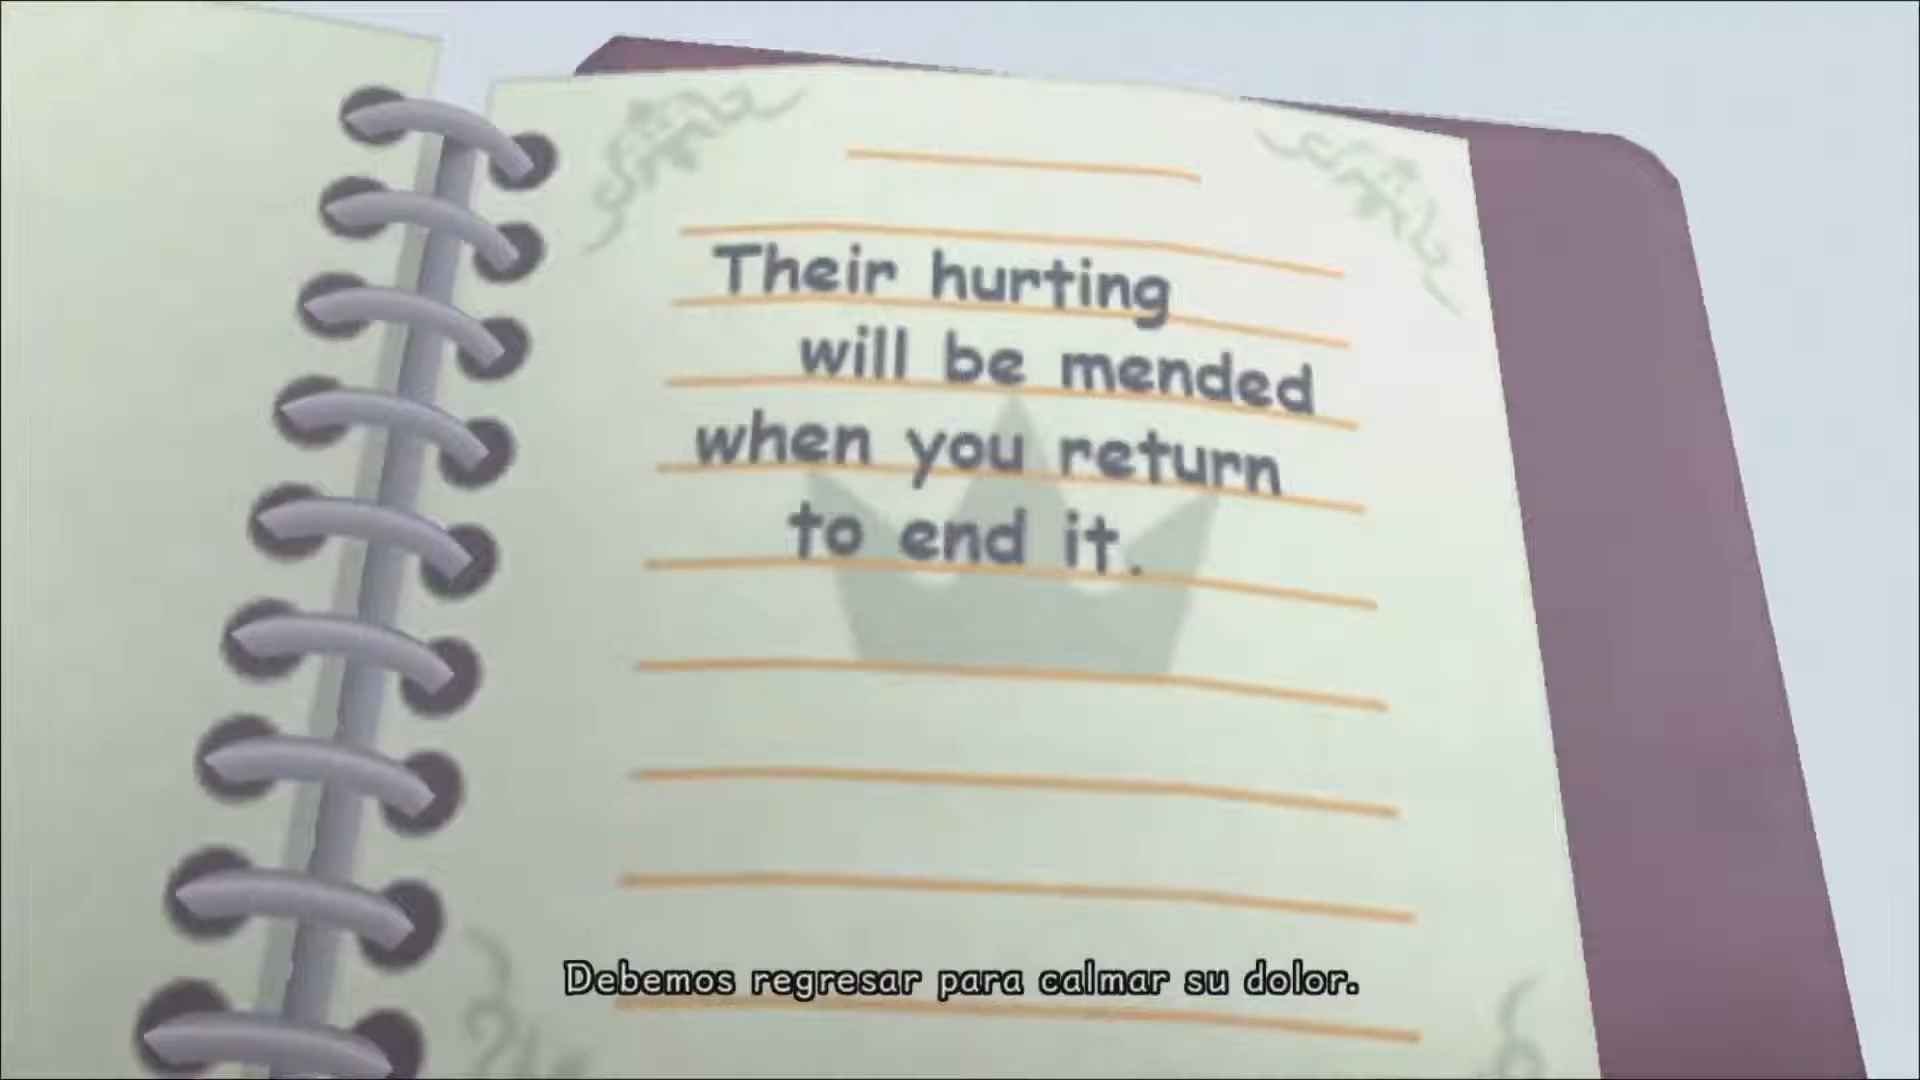 Their hurting
will be mended
when you return
to end it.
Debemos regresar para calmar su dolor.